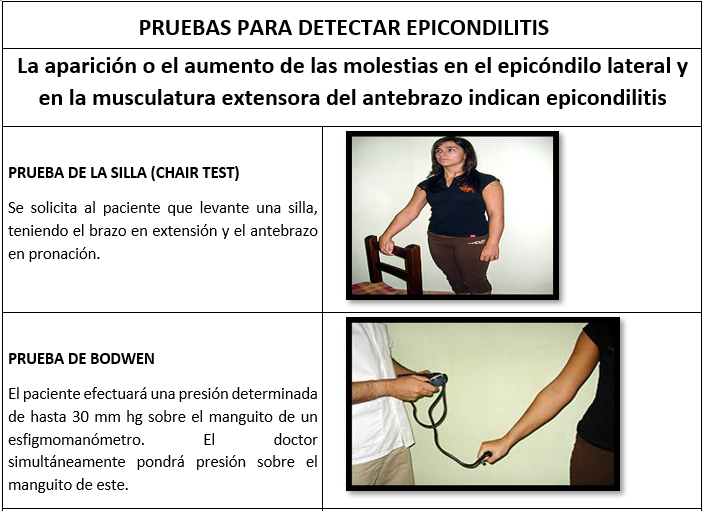 PRUEBAS PARA DETECTAR EPICONDILITIS
La aparición o el aumento de las molestias en el epicóndilo lateral y
en la musculatura extensora del antebrazo indican epicondilitis
PRUEBA DE LA SILLA (CHAIR TEST)
Se solicita al paciente que levante una silla,
teniendo el brazo en extensión y el antebrazo
en pronación.
PRUEBA DE BODWEN
El paciente efectuará una presión determinada
de hasta 30 mm hg sobre el manguito de un
esfigmomanómetro. El doctor
simultáneamente pondrá presión sobre el
manguito de este.